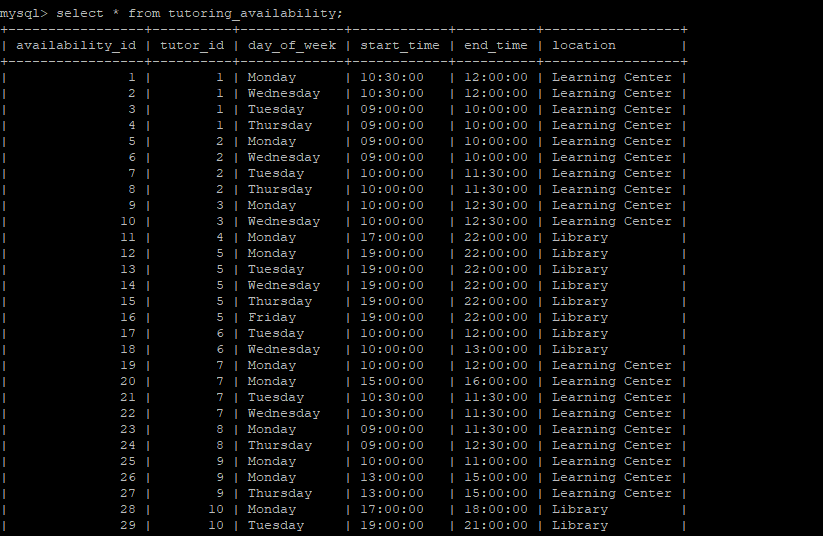 mysql> select * from tutoring_availability;
+-----------------+----------+-------------+------------+----------+-----------------+
| availability_id | tutor_id | day_of_week | start_time | end_time | location        |
+-----------------+----------+-------------+------------+----------+-----------------+
|               1 |        1 | Monday      | 10:30:00   | 12:00:00 | Learning Center |
|               2 |        1 | Wednesday   | 10:30:00   | 12:00:00 | Learning Center |
|               3 |        1 | Tuesday     | 09:00:00   | 10:00:00 | Learning Center |
|               4 |        1 | Thursday    | 09:00:00   | 10:00:00 | Learning Center |
|               5 |        2 | Monday      | 09:00:00   | 10:00:00 | Learning Center |
|               6 |        2 | Wednesday   | 09:00:00   | 10:00:00 | Learning Center |
|               7 |        2 | Tuesday     | 10:00:00   | 11:30:00 | Learning Center |
|               8 |        2 | Thursday    | 10:00:00   | 11:30:00 | Learning Center |
|               9 |        3 | Monday      | 10:00:00   | 12:30:00 | Learning Center |
|              10 |        3 | Wednesday   | 10:00:00   | 12:30:00 | Learning Center |
|              11 |        4 | Monday      | 17:00:00   | 22:00:00 | Library         |
|              12 |        5 | Monday      | 19:00:00   | 22:00:00 | Library         |
|              13 |        5 | Tuesday     | 19:00:00   | 22:00:00 | Library         |
|              14 |        5 | Wednesday   | 19:00:00   | 22:00:00 | Library         |
|              15 |        5 | Thursday    | 19:00:00   | 22:00:00 | Library         |
|              16 |        5 | Friday      | 19:00:00   | 22:00:00 | Library         |
|              17 |        6 | Tuesday     | 10:00:00   | 12:00:00 | Library         |
|              18 |        6 | Wednesday   | 10:00:00   | 13:00:00 | Library         |
|              19 |        7 | Monday      | 10:00:00   | 12:00:00 | Learning Center |
|              20 |        7 | Monday      | 15:00:00   | 16:00:00 | Learning Center |
|              21 |        7 | Tuesday     | 10:30:00   | 11:30:00 | Learning Center |
|              22 |        7 | Wednesday   | 10:30:00   | 11:30:00 | Learning Center |
|              23 |        8 | Monday      | 09:00:00   | 11:30:00 | Learning Center |
|              24 |        8 | Thursday    | 09:00:00   | 12:30:00 | Learning Center |
|              25 |        9 | Monday      | 10:00:00   | 11:00:00 | Learning Center |
|              26 |        9 | Monday      | 13:00:00   | 15:00:00 | Learning Center |
|              27 |        9 | Thursday    | 13:00:00   | 15:00:00 | Learning Center |
|              28 |       10 | Monday      | 17:00:00   | 18:00:00 | Library         |
|              29 |       10 | Tuesday     | 19:00:00   | 21:00:00 | Library         |